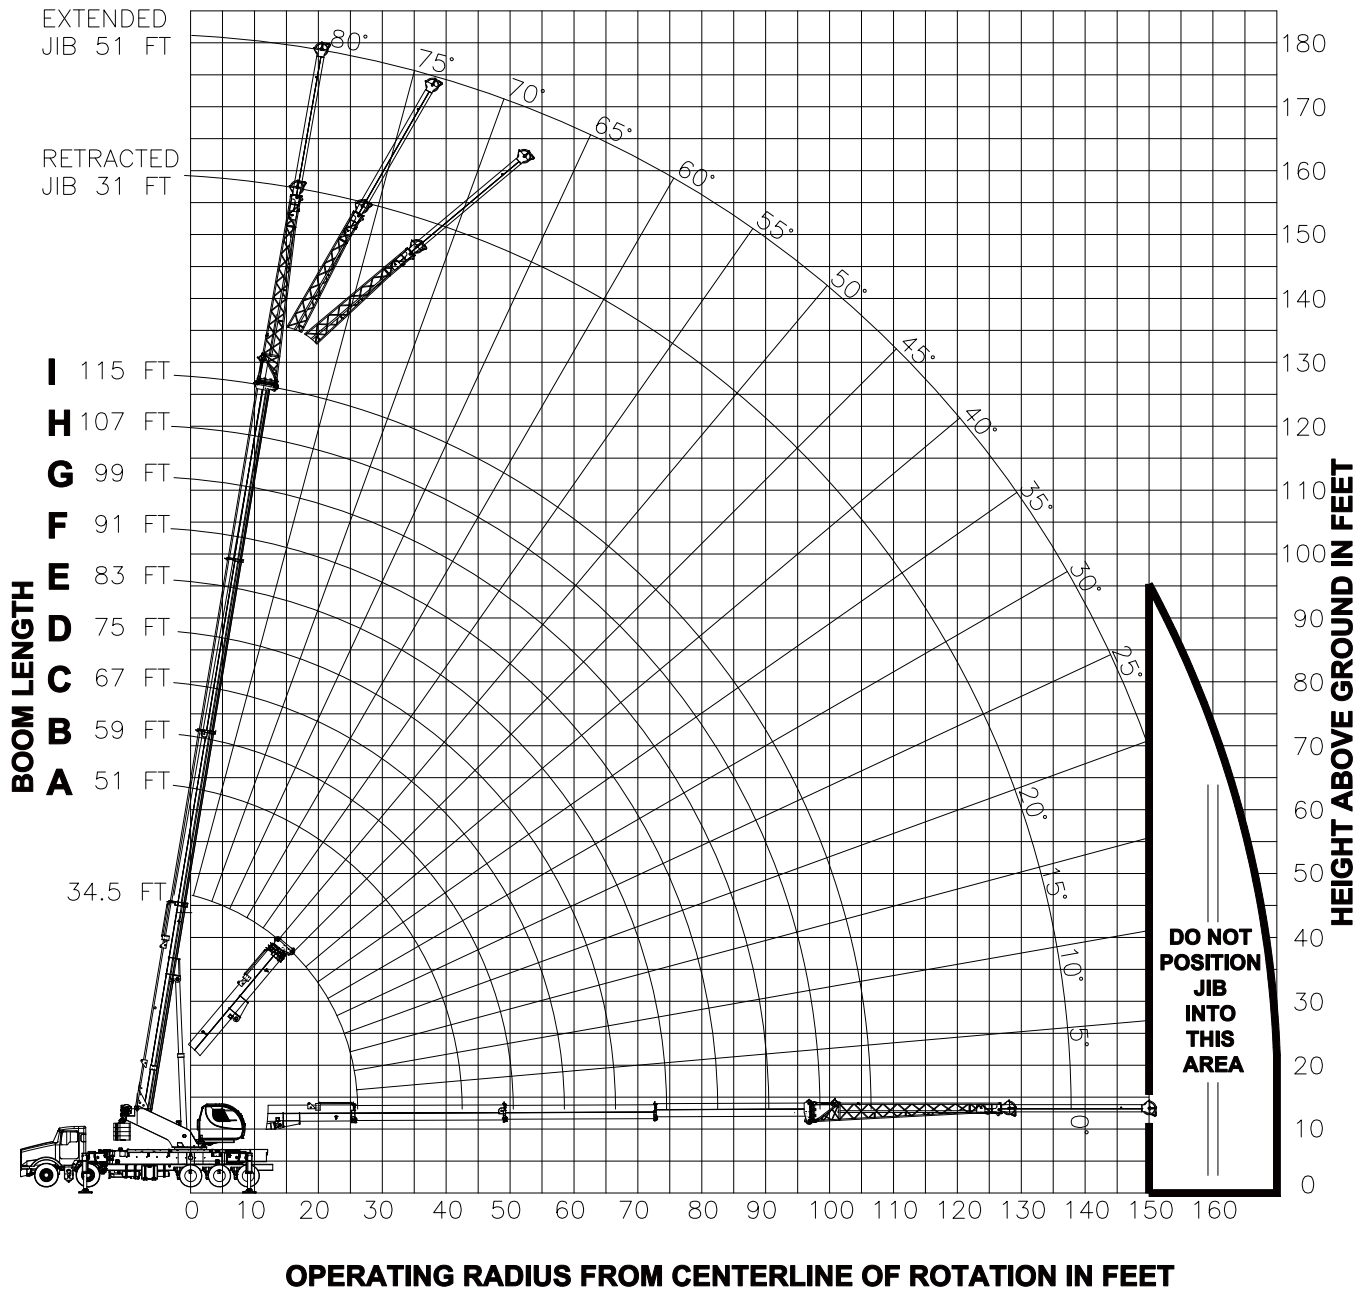 EXTENDED
JIB 51 FT
RETRACTED
JIB 31 FT
I 115 FT
H 107 FT
G 99 FT
F 91 FT
E 83 FT
D 75 FT
C 67 FT
B 59 FT
A 51 FT
34.5 FT
BOOM LENGTH
80°
75°
70°
65°
60°
55°
50°
45°
40°
35°
30°
25°
20°
15°
10°
5°
0°
180
170
160
150
140
130
120
110
100
90
80
70
60
50
40
30
20
10
0
HEIGHT ABOVE GROUND IN FEET
DO NOT
POSITION
JIB
INTO
THIS
AREA
0 10 20 30 40 50 60 70 80 90 100 110 120 130 140 150 160
OPERATING RADIUS FROM CENTERLINE OF ROTATION IN FEET